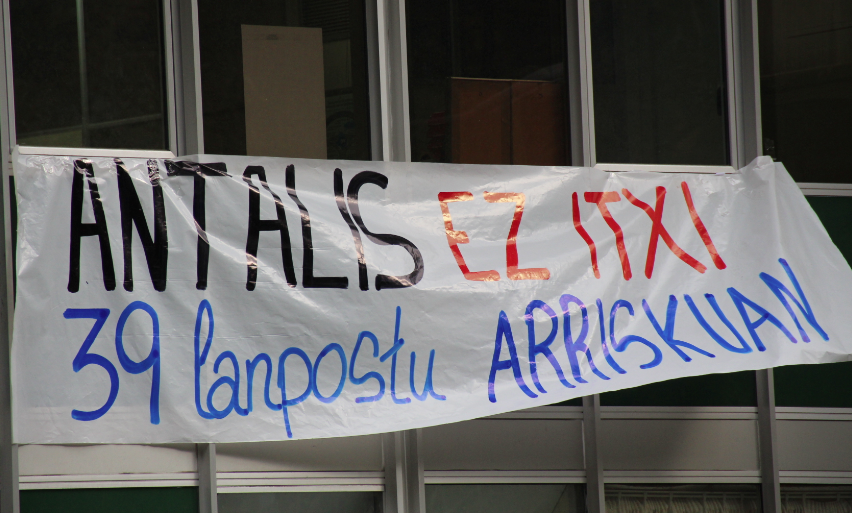 ANTALIS EZ ITXI
39 lanpostu ARRISKUAN